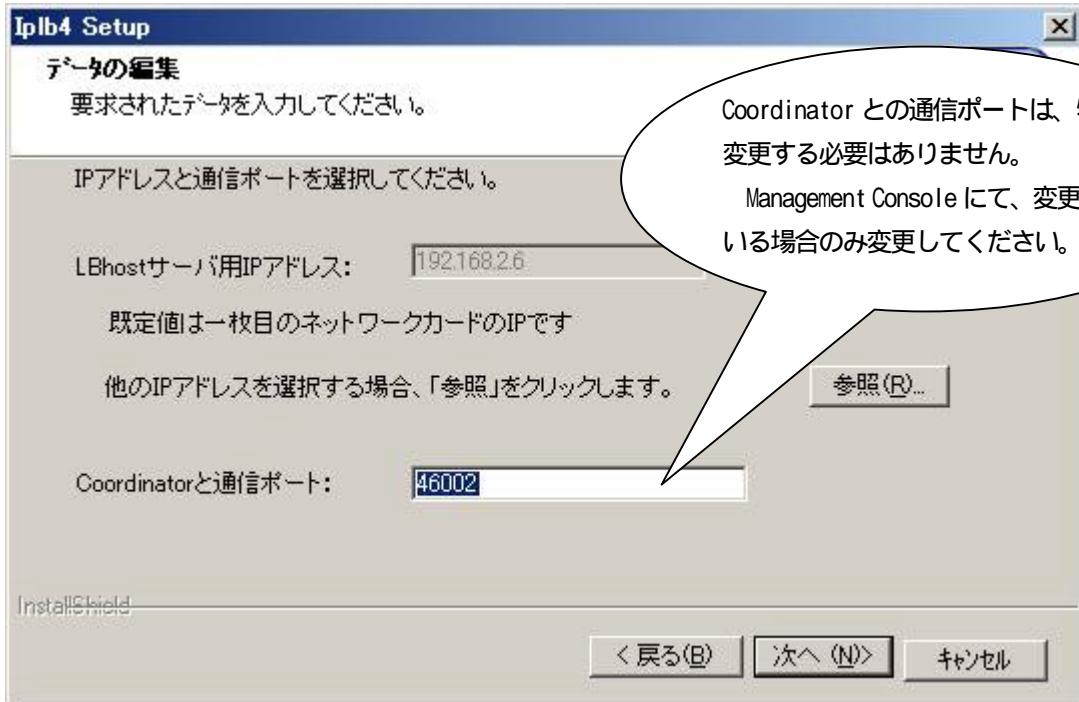 Iplb4 Setup
データの編集
要求されたデータを入力してください。
Coordinator との通信ポートは、
変更する必要はありません。
Management Console にて、変更
いる場合のみ変更してください。
IPアドレスと通信ポートを選択してください。
LBhostサーバ用IPアドレス: 192.168.2.6
既定値は一枚目のネットワークカードのIPです
他のIPアドレスを選択する場合、「参照」をクリックします。 参照(R)...
Coordinatorと通信ポート: 46002
InstallShield
< 戻る(B) 次へ (N)> キャンセル